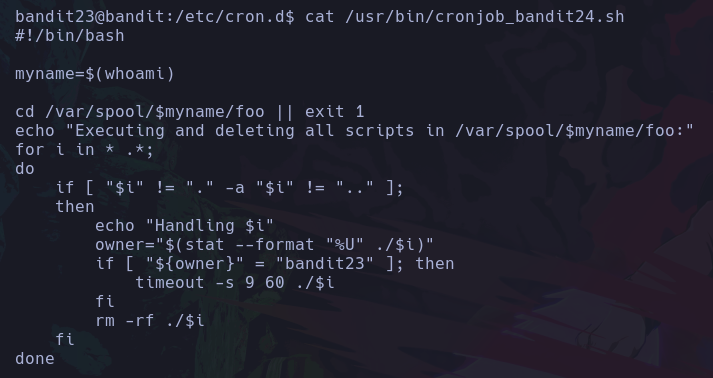 bandit23@bandit:/etc/cron.d$ cat /usr/bin/cronjob_bandit24.sh
#!/bin/bash

myname=$(whoami)

cd /var/spool/$myname/foo || exit 1
echo "Executing and deleting all scripts in /var/spool/$myname/foo:"
for i in * .*;
do
    if [ "$i" != "." -a "$i" != ".." ];
    then
        echo "Handling $i"
        owner="$(stat --format "%U" ./$i)"
        if [ "${owner}" = "bandit23" ]; then
            timeout -s 9 60 ./$i
        fi
        rm -rf ./$i
    fi
done